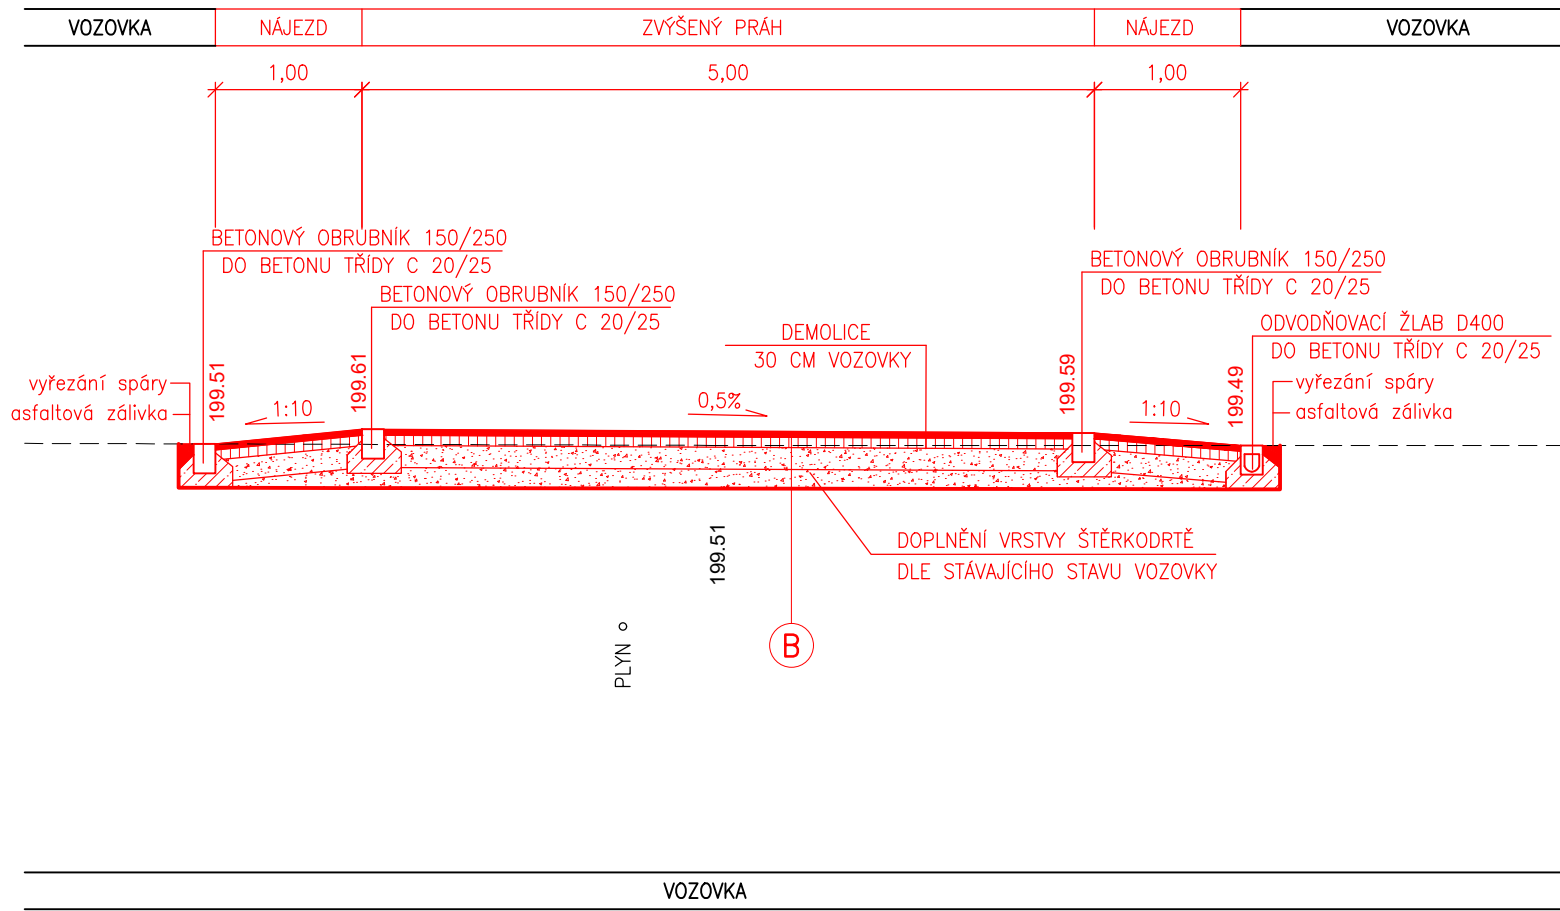 VOZOVKA
NÁJEZD
ZVÝŠENÝ PRÁH
NÁJEZD
VOZOVKA
1,00
5,00
1,00
BETONOVÝ OBRUBNÍK 150/250
DO BETONU TŘÍDY C 20/25
BETONOVÝ OBRUBNÍK 150/250
DO BETONU TŘÍDY C 20/25
BETONOVÝ OBRUBNÍK 150/250
DO BETONU TŘÍDY C 20/25
ODVODŇOVACÍ ŽLAB D400
DO BETONU TŘÍDY C 20/25
DEMOLICE
30 CM VOZOVKY
vyřezání spáry
asfaltová zálivka
199.51
1:10
199.61
0,5%
199.59
1:10
199.49
vyřezání spáry
asfaltová zálivka
199.51
DOPLNĚNÍ VRSTVY ŠTĚRKODRTĚ
DLE STÁVAJÍCÍHO STAVU VOZOVKY
PLYN
B
VOZOVKA